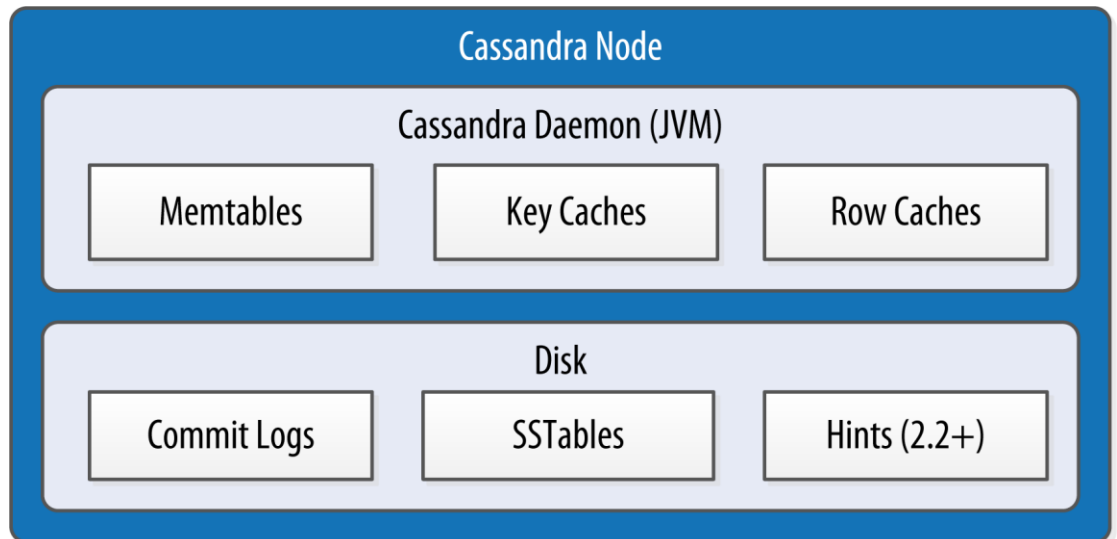 Cassandra Node
Cassandra Daemon (JVM)
Memtables
Key Caches
Row Caches
Disk
Commit Logs
SSTables
Hints (2.2+)